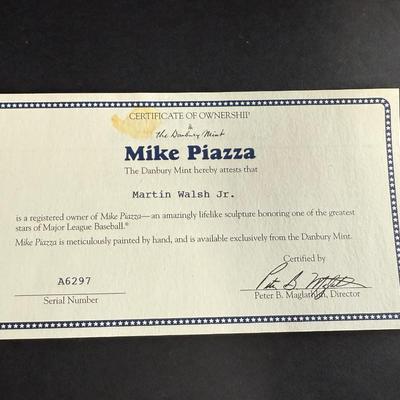 CERTIFICATE OF OWNERSHIP
the Danbury Mint
Mike Piazza
The Danbury Mint hereby attests that
Martin Walsh Jr.
is a registered owner of Mike Piazza—an amazingly lifelike sculpture honoring one of the greatest
stars of Major League Baseball.®
Mike Piazza is meticulously painted by hand, and is available exclusively from the Danbury Mint.
Certified by
A6297
Serial Number
Peter B. Maglathlin, Director